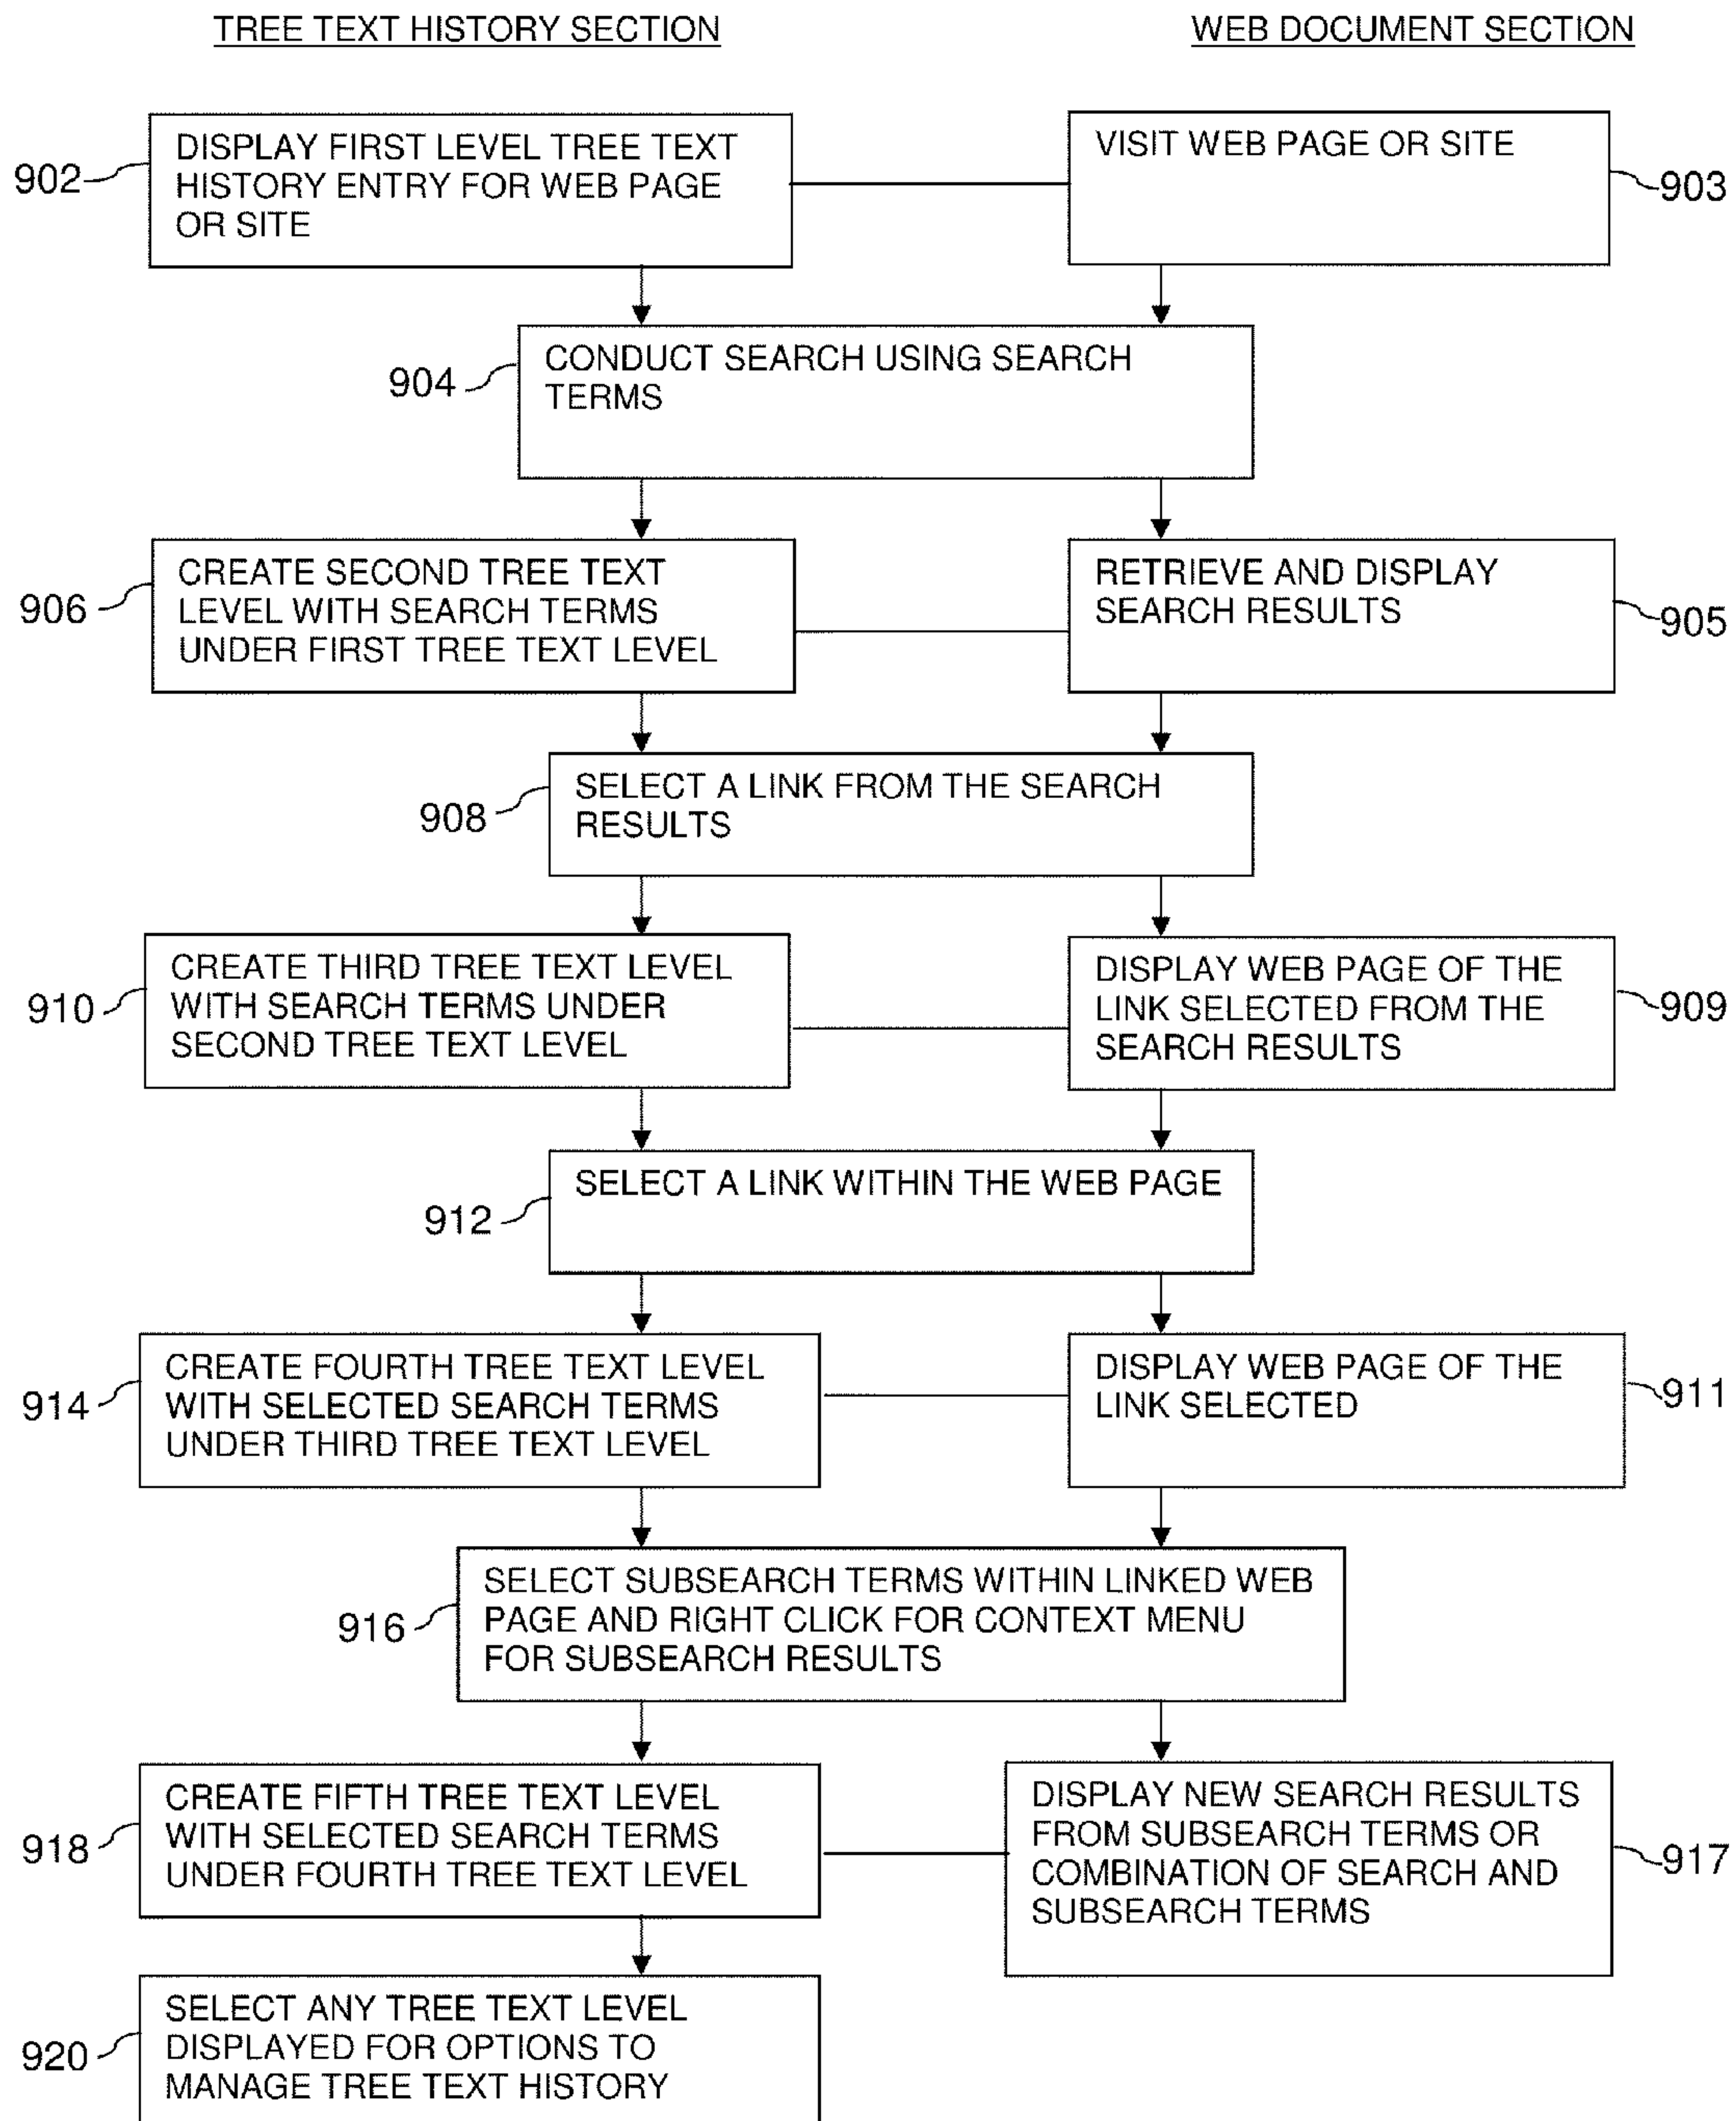 TREE TEXT HISTORY SECTION
WEB DOCUMENT SECTION
902
DISPLAY FIRST LEVEL TREE TEXT
HISTORY ENTRY FOR WEB PAGE
OR SITE
VISIT WEB PAGE OR SITE
903
904
CONDUCT SEARCH USING SEARCH
TERMS
906
CREATE SECOND TREE TEXT
LEVEL WITH SEARCH TERMS
UNDER FIRST TREE TEXT LEVEL
RETRIEVE AND DISPLAY
SEARCH RESULTS
905
908
SELECT A LINK FROM THE SEARCH
RESULTS
910
CREATE THIRD TREE TEXT LEVEL
WITH SEARCH TERMS UNDER
SECOND TREE TEXT LEVEL
DISPLAY WEB PAGE OF THE
LINK SELECTED FROM THE
SEARCH RESULTS
909
912
SELECT A LINK WITHIN THE WEB PAGE
914
CREATE FOURTH TREE TEXT LEVEL
WITH SELECTED SEARCH TERMS
UNDER THIRD TREE TEXT LEVEL
DISPLAY WEB PAGE OF THE
LINK SELECTED
911
916
SELECT SUBSEARCH TERMS WITHIN LINKED WEB
PAGE AND RIGHT CLICK FOR CONTEXT MENU
FOR SUBSEARCH RESULTS
918
CREATE FIFTH TREE TEXT LEVEL
WITH SELECTED SEARCH TERMS
UNDER FOURTH TREE TEXT LEVEL
DISPLAY NEW SEARCH RESULTS
FROM SUBSEARCH TERMS OR
COMBINATION OF SEARCH AND
SUBSEARCH TERMS
917
920
SELECT ANY TREE TEXT LEVEL
DISPLAYED FOR OPTIONS TO
MANAGE TREE TEXT HISTORY